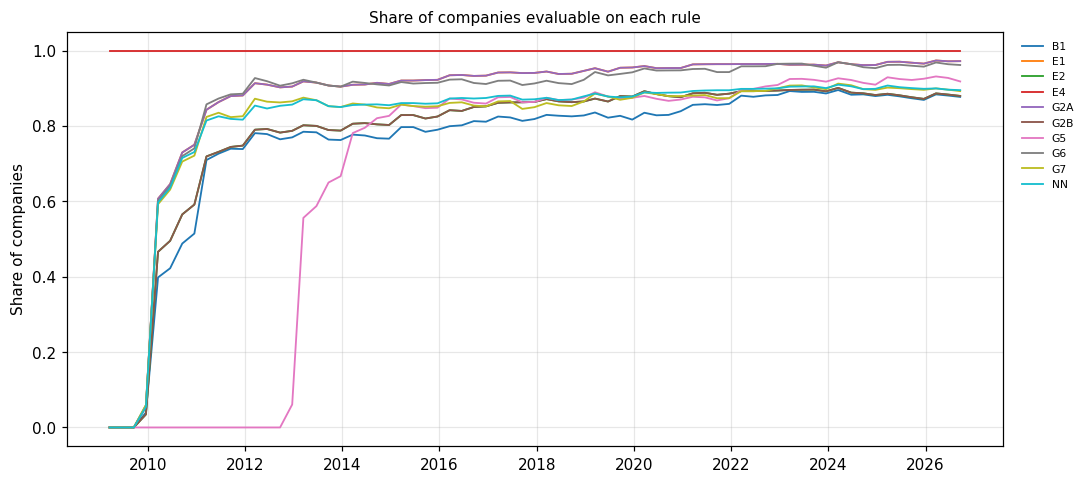 Share of companies evaluable on each rule
Share of companies
1.0
0.8
0.6
0.4
0.2
0.0
2010
2012
2014
2016
2018
2020
2022
2024
2026
B1
E1
E2
E4
G2A
G2B
G5
G6
G7
NN